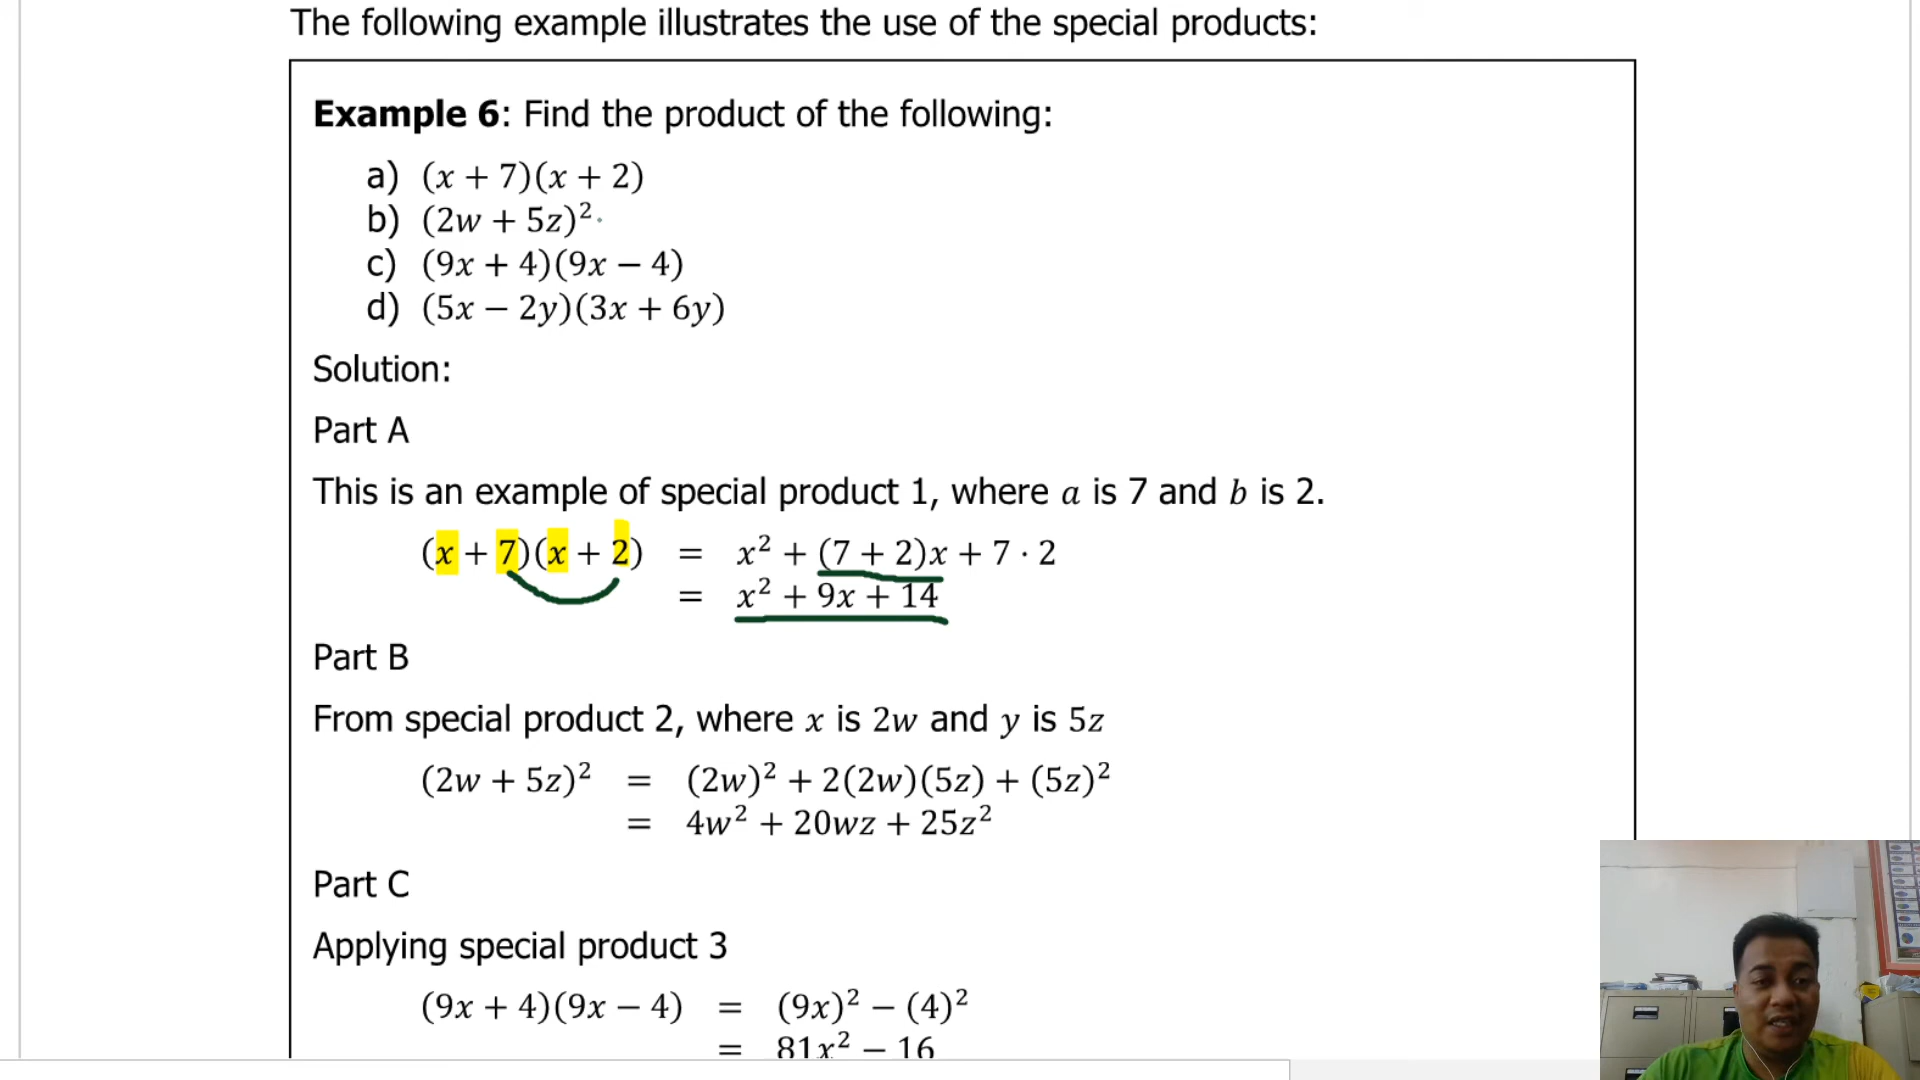 The following example illustrates the use of the special products:
Example 6: Find the product of the following:
a) (x + 7)(x + 2)
b) (2w + 5z)²
c) (9x + 4)(9x − 4)
d) (5x − 2y)(3x + 6y)
Solution:
Part A
This is an example of special product 1, where a is 7 and b is 2.
(x + 7)(x + 2) = x² + (7 + 2)x + 7 · 2
= x² + 9x + 14
Part B
From special product 2, where x is 2w and y is 5z
(2w + 5z)² = (2w)² + 2(2w)(5z) + (5z)²
= 4w² + 20wz + 25z²
Part C
Applying special product 3
(9x + 4)(9x − 4) = (9x)² − (4)²
= 81x² − 16